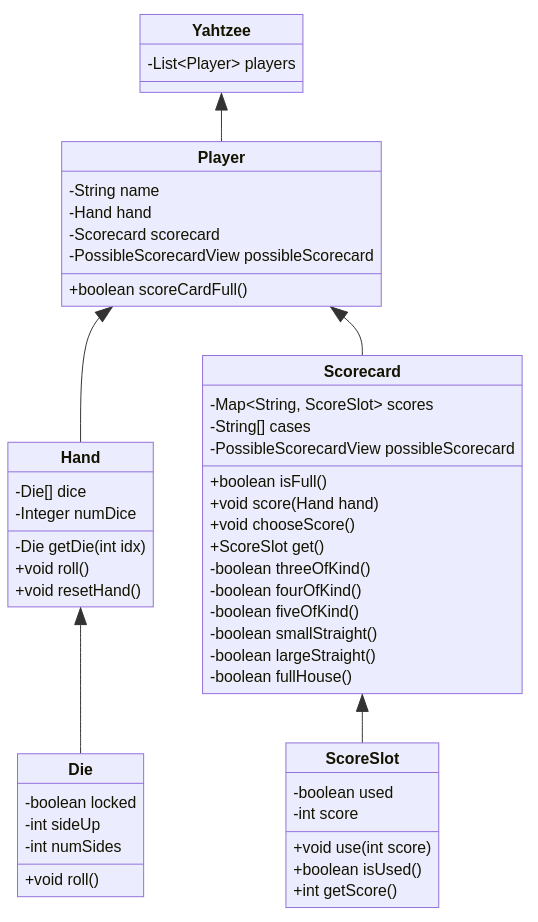 Yahtzee
-List<Player> players
Player
-String name
-Hand hand
-Scorecard scorecard
-PossibleScorecardView possibleScorecard
+boolean scoreCardFull()
Scorecard
-Map<String, ScoreSlot> scores
-String[] cases
-PossibleScorecardView possibleScorecard
+boolean isFull()
+void score(Hand hand)
+void chooseScore()
+ScoreSlot get()
-boolean threeOfKind()
-boolean fourOfKind()
-boolean fiveOfKind()
-boolean smallStraight()
-boolean largeStraight()
-boolean fullHouse()
Hand
-Die[] dice
-Integer numDice
-Die getDie(int idx)
+void roll()
+void resetHand()
Die
-boolean locked
-int sideUp
-int numSides
+void roll()
ScoreSlot
-boolean used
-int score
+void use(int score)
+boolean isUsed()
+int getScore()